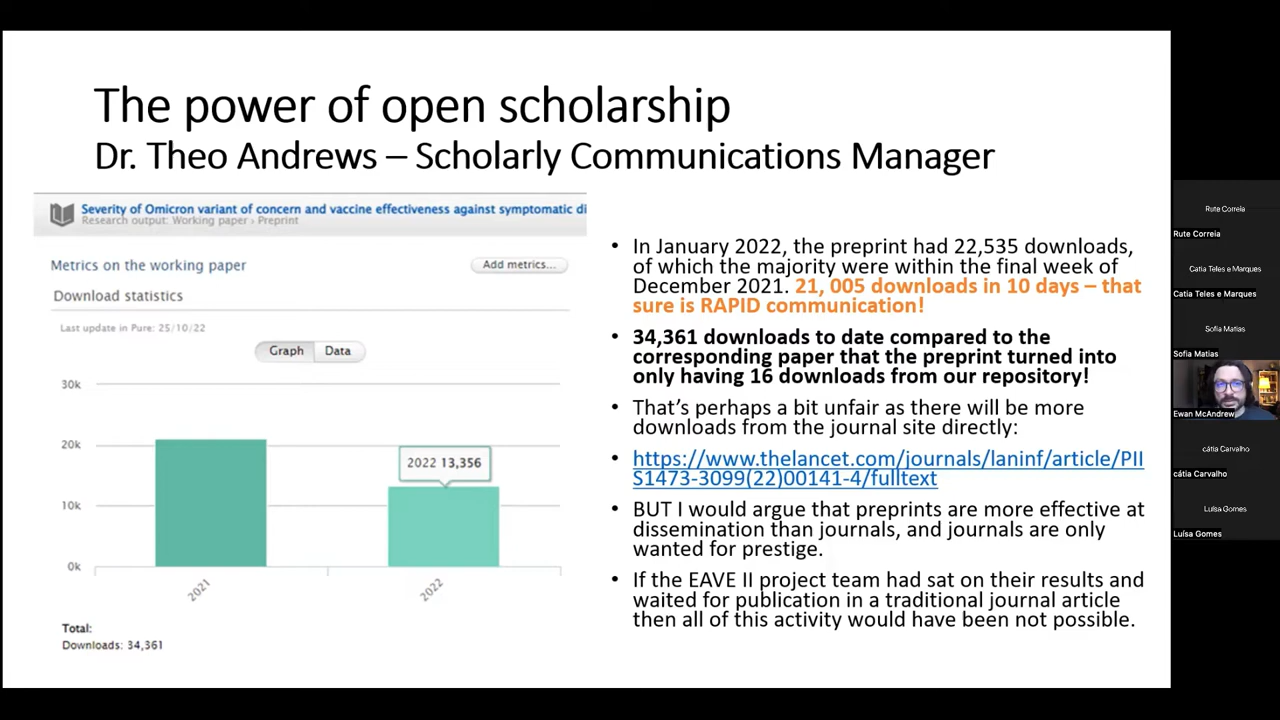 The power of open scholarship
Dr. Theo Andrews – Scholarly Communications Manager
Severity of Omicron variant of concern and vaccine effectiveness against symptomatic di
Research output: Working paper › Preprint
Metrics on the working paper
Add metrics...
Download statistics
Last update in Pure: 25/10/22
Graph
Data
30k
20k
10k
0k
2022 13,356
2021
2022
Total:
Downloads: 34,361
• In January 2022, the preprint had 22,535 downloads,
of which the majority were within the final week of
December 2021. 21, 005 downloads in 10 days – that
sure is RAPID communication!
• 34,361 downloads to date compared to the
corresponding paper that the preprint turned into
only having 16 downloads from our repository!
• That's perhaps a bit unfair as there will be more
downloads from the journal site directly:
• https://www.thelancet.com/journals/laninf/article/PII
S1473-3099(22)00141-4/fulltext
• BUT I would argue that preprints are more effective at
dissemination than journals, and journals are only
wanted for prestige.
• If the EAVE II project team had sat on their results and
waited for publication in a traditional journal article
then all of this activity would have been not possible.
Rute Correia
Rute Correia
Catia Teles e Marques
Catia Teles e Marques
Sofia Matias
Sofia Matias
Ewan McAndrew
cátia Carvalho
cátia Carvalho
Luísa Gomes
Luísa Gomes